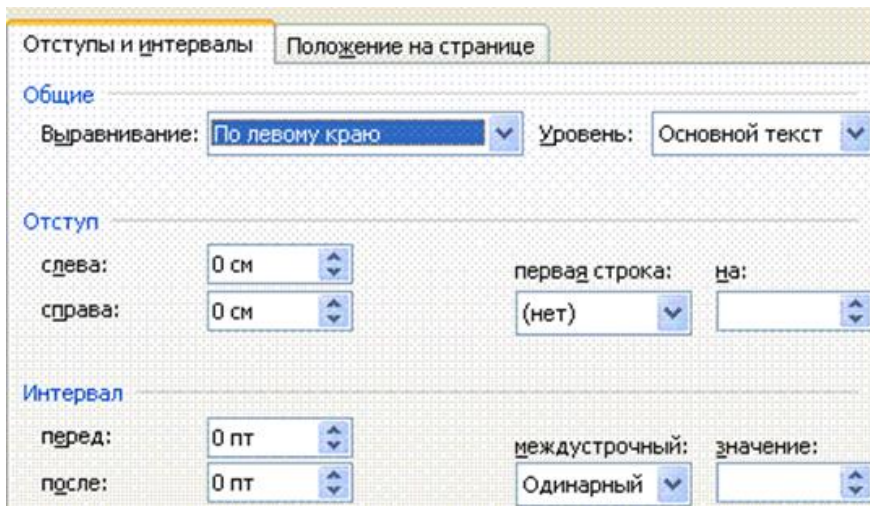 Отступы и интервалы Положение на странице
Общие
Выравнивание: По левому краю Уровень: Основной текст
Отступ
слева: 0 см первая строка: на:
справа: 0 см (нет)
Интервал
перед: 0 пт междустрочный: значение:
после: 0 пт Одинарный